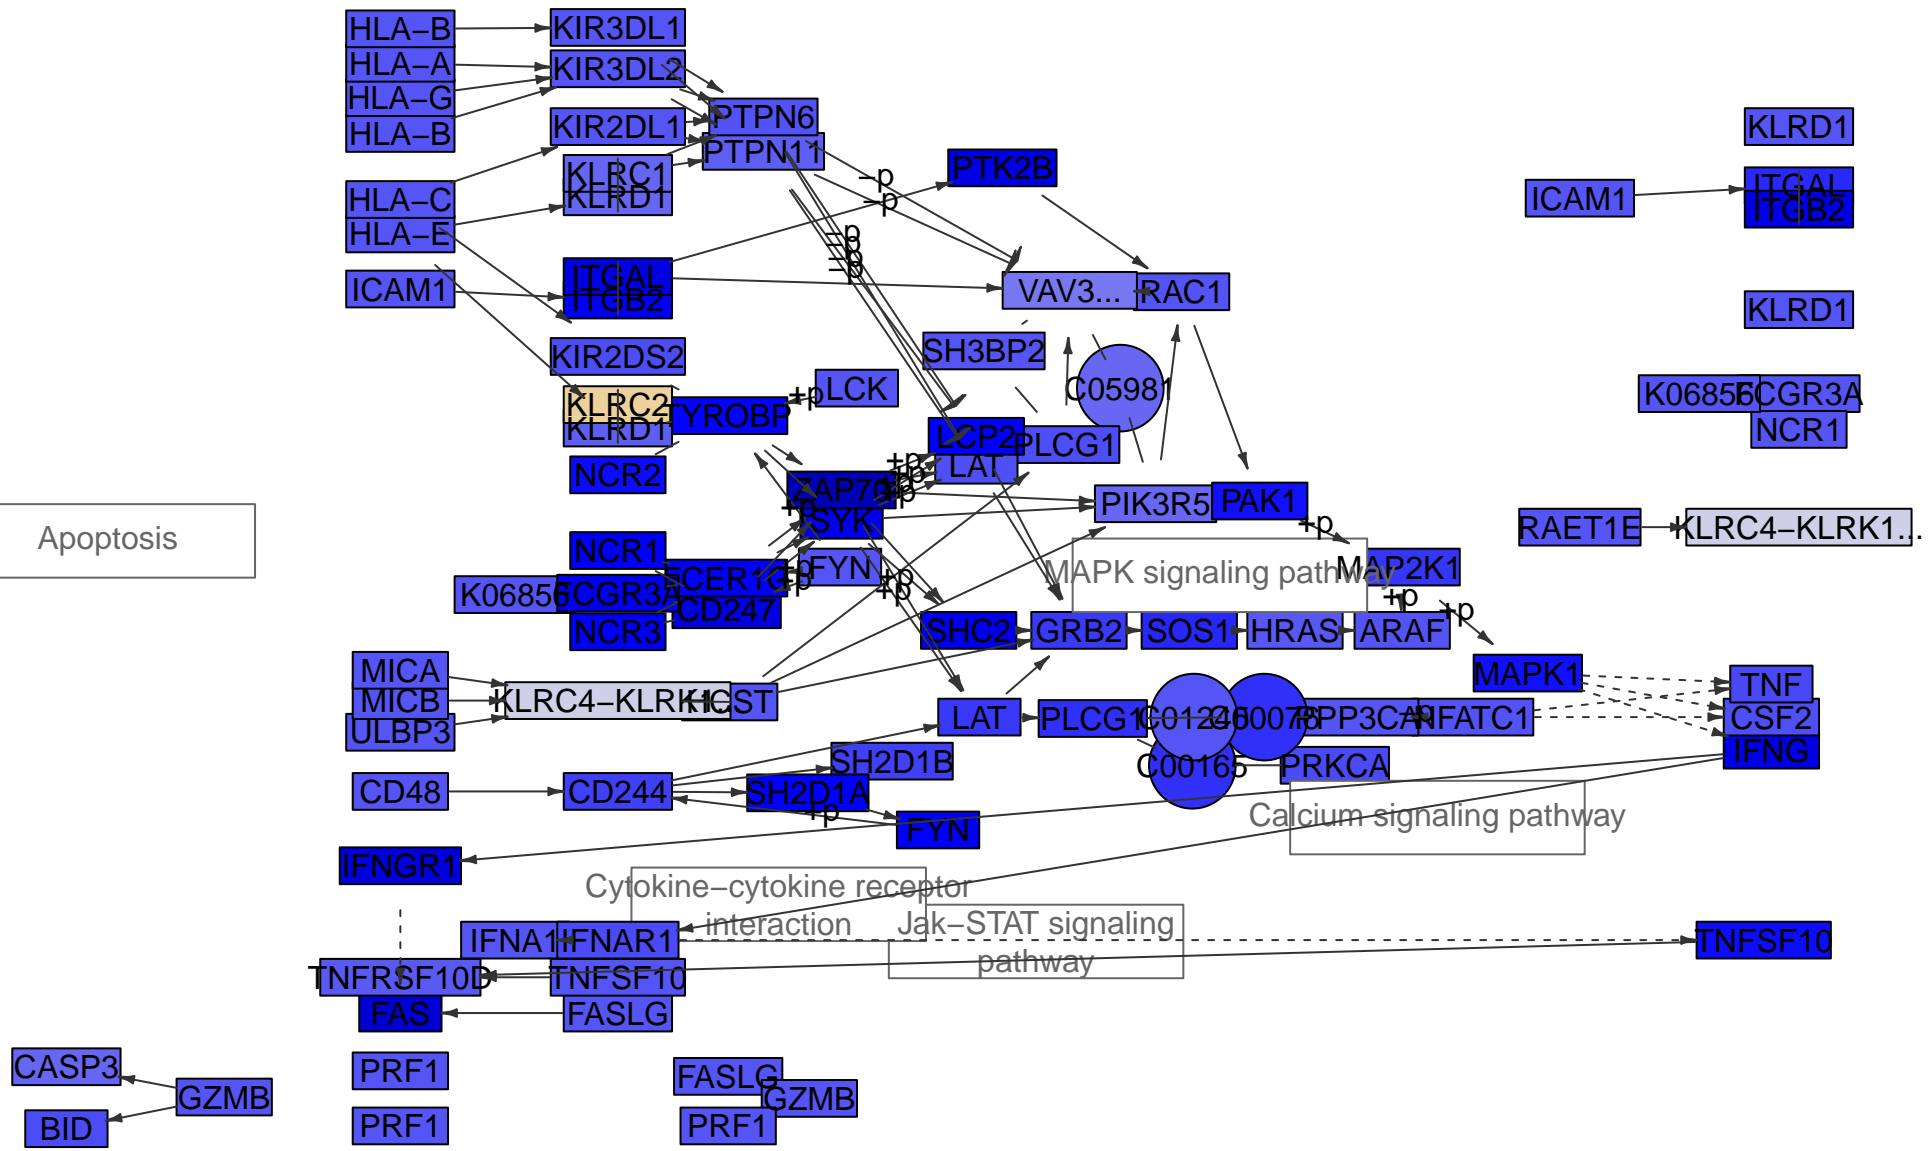 HLA−B
KIR3DL1
HLA−A
KIR3DL2
HLA−G
HLA−B
KIR2DL1
PTPN6
PTPN11
KLRC1
KLRD1
HLA−C
HLA−E
ICAM1
ITGAL
ITGB2
PTK2B
−p
−p
−p
−p
−p
−p
VAV3...
RAC1
KLRD1
ICAM1
ITGAL
ITGB2
KLRD1
KIR2DS2
SH3BP2
C05981
LCK
+p
KLRC2
KLRD1
TYROBP
K06856
FCGR3A
NCR1
LCP2
PLCG1
LAT
NCR2
ZAP70
+p
+p
+p
+p
+p
SYK
PIK3R5
PAK1
+p
RAET1E
KLRC4−KLRK1...
Apoptosis
NCR1
FYN
FCER1G
+p
+p
+p
+p
MAPK signaling pathway
MAP2K1
K06856
FCGR3A
CD247
NCR3
+p
+p
SHC2
GRB2
SOS1
HRAS
ARAF
MICA
MICB
ULBP3
KLRC4−KLRK1...
HCST
MAPK1
TNF
CSF2
IFNG
LAT
PLCG1
C01245
C00076
PPP3CA
NFATC1
C00165
PRKCA
CD48
CD244
SH2D1B
SH2D1A
+p
FYN
Calcium signaling pathway
IFNGR1
Cytokine−cytokine receptor
interaction
Jak−STAT signaling
pathway
IFNA1
IFNAR1
TNFSF10
TNFRSF10D
TNFSF10
FAS
FASLG
CASP3
GZMB
BID
PRF1
PRF1
FASLG
GZMB
PRF1